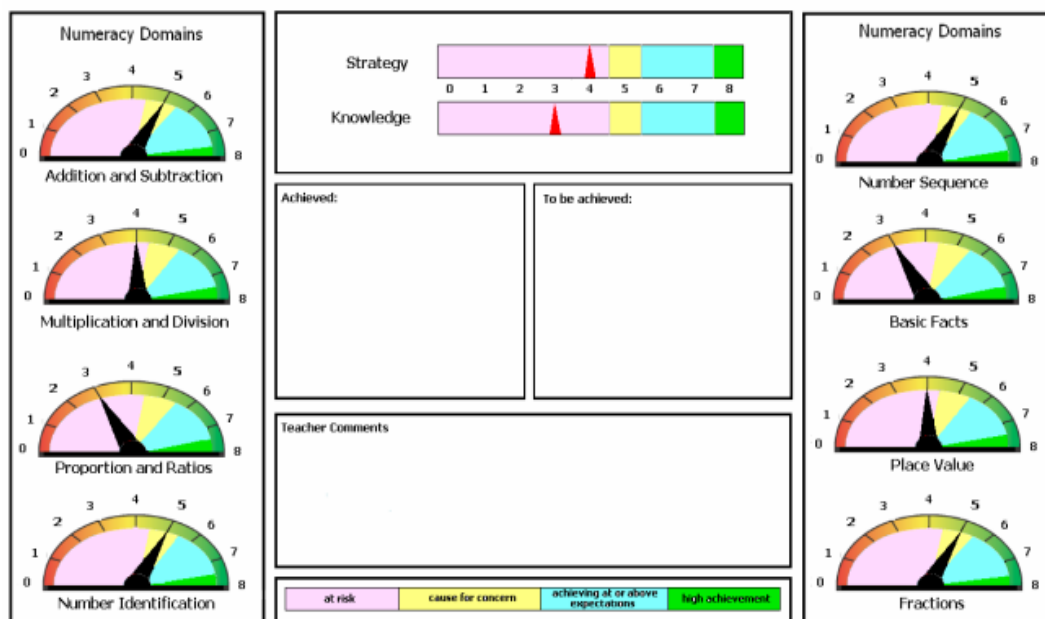 Numeracy Domains
0 1 2 3 4 5 6 7 8
Addition and Subtraction
0 1 2 3 4 5 6 7 8
Multiplication and Division
0 1 2 3 4 5 6 7 8
Proportion and Ratios
0 1 2 3 4 5 6 7 8
Number Identification
Strategy
0 1 2 3 4 5 6 7 8
Knowledge
Achieved:
To be achieved:
Teacher Comments
at risk
cause for concern
achieving at or above
expectations
high achievement
Numeracy Domains
0 1 2 3 4 5 6 7 8
Number Sequence
0 1 2 3 4 5 6 7 8
Basic Facts
0 1 2 3 4 5 6 7 8
Place Value
0 1 2 3 4 5 6 7 8
Fractions